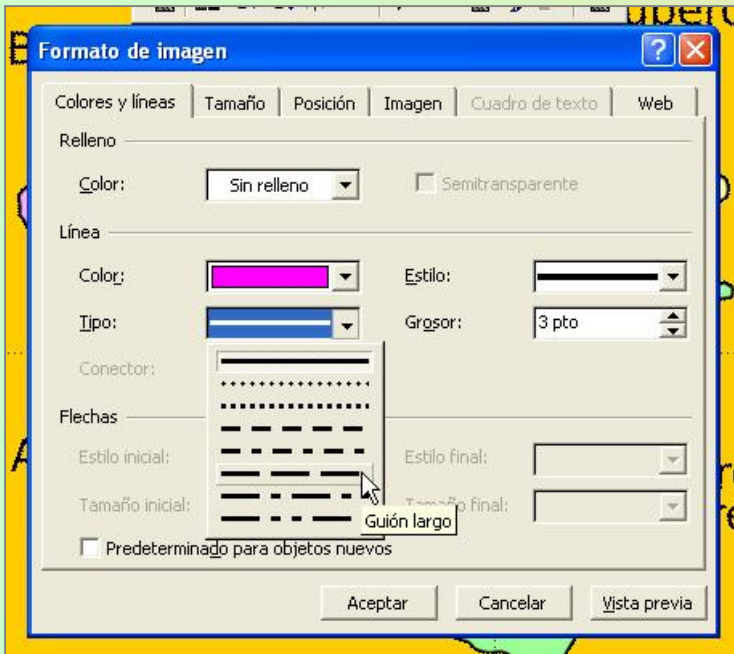 Formato de imagen
Colores y líneas Tamaño Posición Imagen Cuadro de texto Web
Relleno
Color: Sin relleno Semitransparente
Línea
Color: Estilo:
Tipo: Grosor: 3 pto
Conector:
Flechas
Estilo inicial: Estilo final:
Tamaño inicial: Tamaño final:
Guión largo
Predeterminado para objetos nuevos
Aceptar Cancelar Vista previa